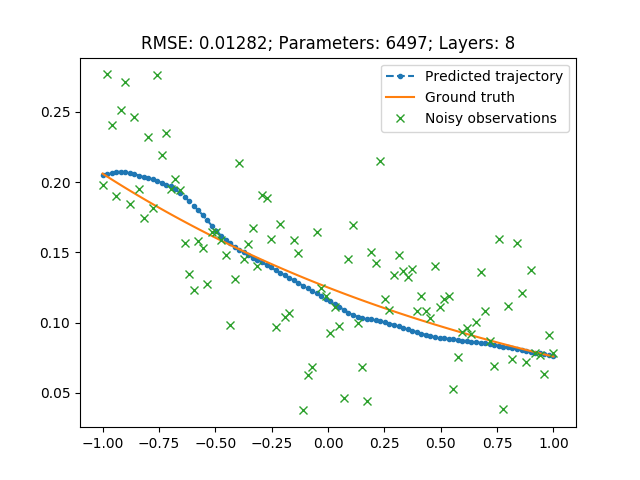 RMSE: 0.01282; Parameters: 6497; Layers: 8
Predicted trajectory
Ground truth
Noisy observations
0.25
0.20
0.15
0.10
0.05
−1.00 −0.75 −0.50 −0.25 0.00 0.25 0.50 0.75 1.00